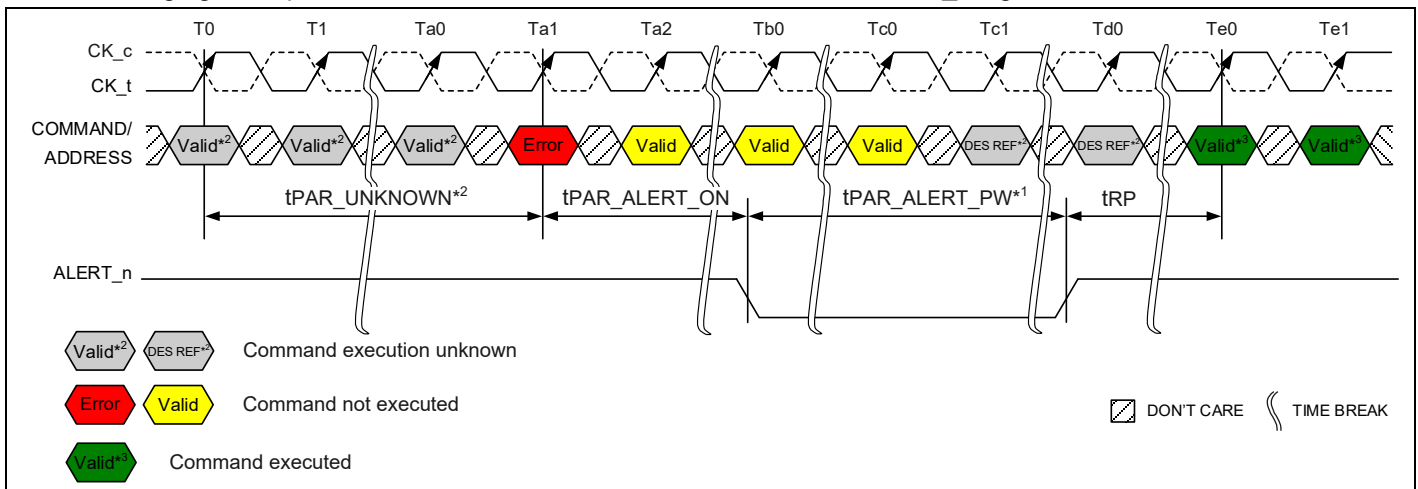 T0 T1 Ta0 Ta1 Ta2 Tb0 Tc0 Tc1 Td0 Te0 Te1
CK_c
CK_t
COMMAND/
ADDRESS
Valid*2 Valid*2 Valid*2 Error Valid Valid Valid DES REF*2 DES REF*2 Valid*3 Valid*3
tPAR_UNKNOWN*2 tPAR_ALERT_ON tPAR_ALERT_PW*1 tRP
ALERT_n
Valid*2 DES REF*2 Command execution unknown
Error Valid Command not executed
DON'T CARE TIME BREAK
Valid*3 Command executed